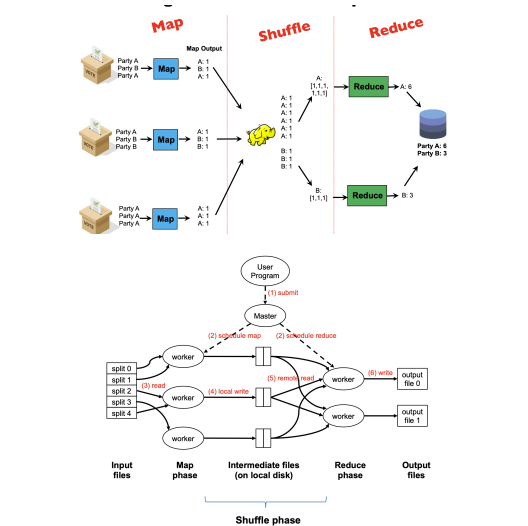 Map
Shuffle
Reduce
Map Output
VOTE
Party A
Party B
Party A
Map
A: 1
B: 1
A: 1
VOTE
Party A
Party B
Party B
Map
A: 1
B: 1
B: 1
VOTE
Party A
Party A
Party A
Map
A: 1
A: 1
A: 1
A: 1
A: 1
A: 1
A: 1
A: 1
A: 1
B: 1
B: 1
B: 1
A:
[1,1,1,
1,1,1]
Reduce
A: 6
B:
[1,1,1]
Reduce
B: 3
Party A: 6
Party B: 3
User
Program
(1) submit
Master
(2) schedule map
(2) schedule reduce
split 0
split 1
split 2
split 3
split 4
(3) read
worker
worker
worker
(4) local write
(5) remote read
worker
worker
(6) write
output
file 0
output
file 1
Input
files
Map
phase
Intermediate files
(on local disk)
Reduce
phase
Output
files
Shuffle phase